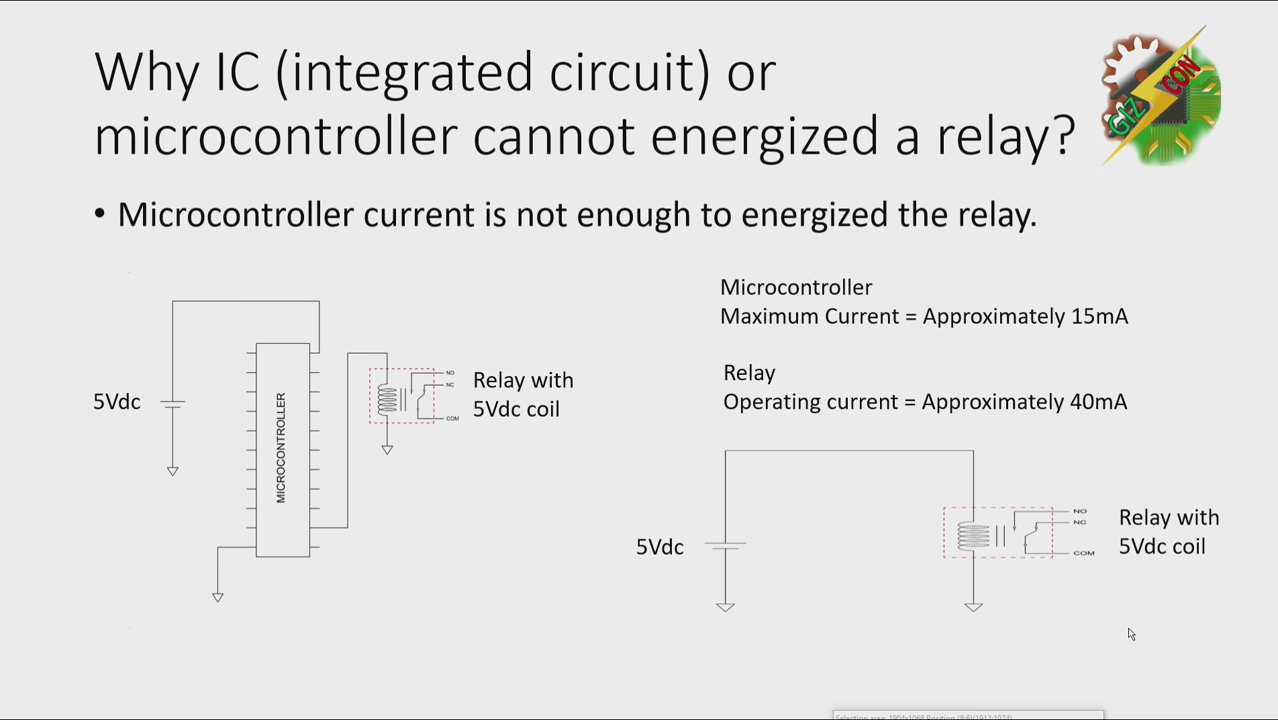 Why IC (integrated circuit) or
microcontroller cannot energized a relay?
GIZ CON
• Microcontroller current is not enough to energized the relay.
Microcontroller
Maximum Current = Approximately 15mA
Relay
Operating current = Approximately 40mA
5Vdc
MICROCONTROLLER
NO
NC
COM
Relay with
5Vdc coil
5Vdc
NO
NC
COM
Relay with
5Vdc coil